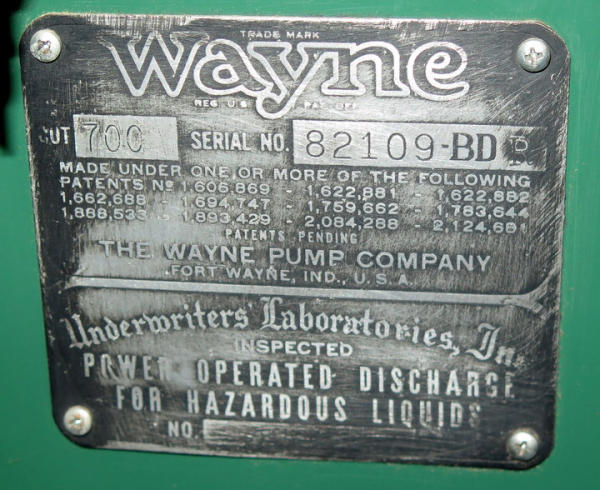 TRADE MARK
Wayne
REG. U.S. PAT. OFF.
OUT 700 SERIAL NO. 82109-BD R
MADE UNDER ONE OR MORE OF THE FOLLOWING
PATENTS Nº 1,606,869 - 1,622,881 - 1,622,882
1,662,688 - 1,694,747 - 1,759,662 - 1,783,644
1,888,533 - 1,893,429 - 2,084,288 - 2,124,681
PATENTS PENDING
THE WAYNE PUMP COMPANY
FORT WAYNE, IND., U.S.A.
Underwriters' Laboratories, Inc.
INSPECTED
POWER OPERATED DISCHARGE
FOR HAZARDOUS LIQUIDS
NO.